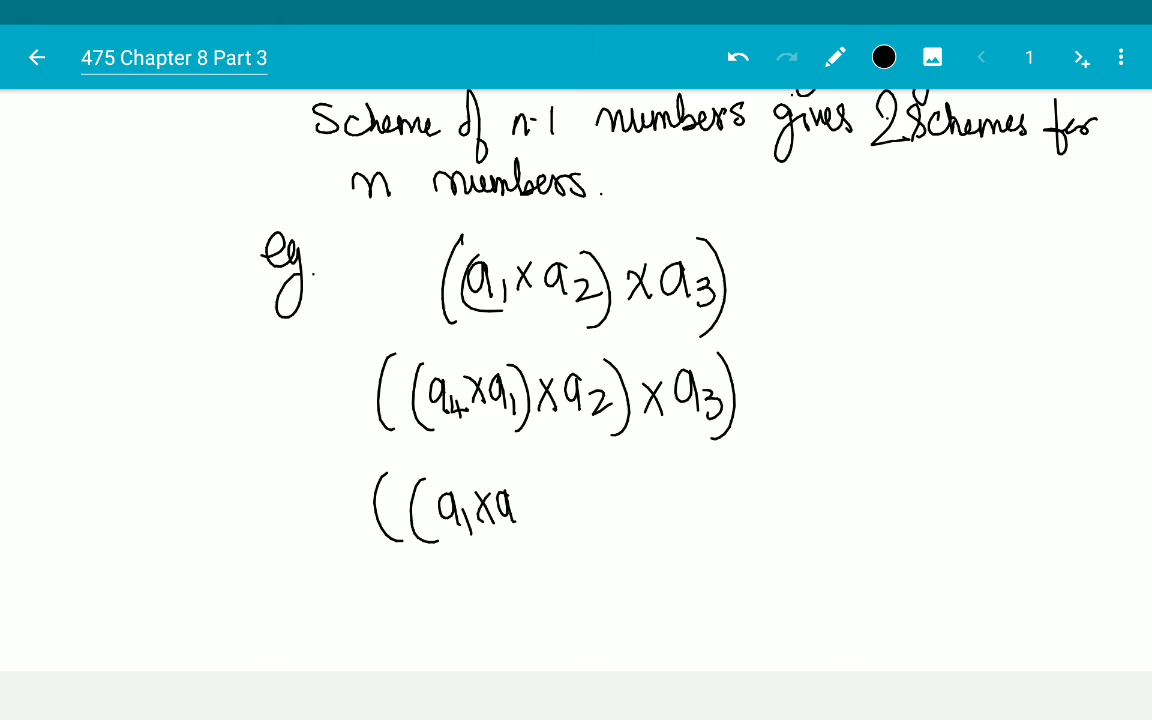 475 Chapter 8 Part 3
1
Scheme of n-1 numbers gives 2 Schemes for
n numbers.
eg. ((a₁×a₂)×a₃)
((a₄×a₁)×a₂)×a₃)
((a₁×a